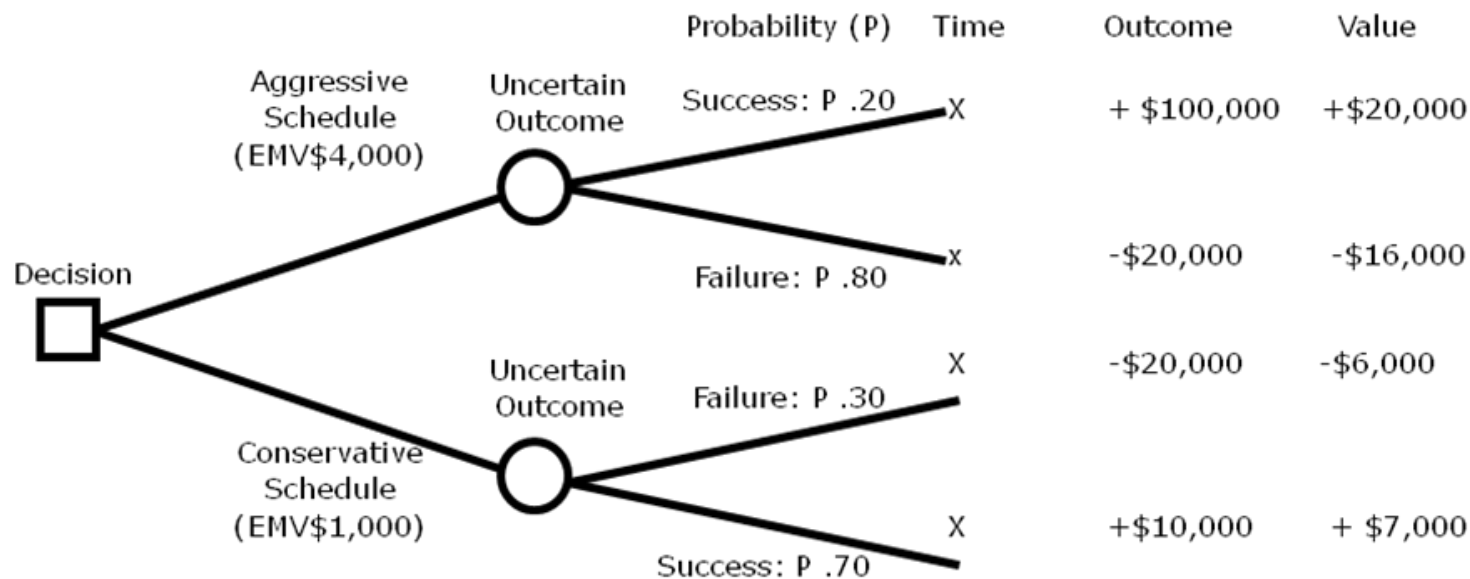 Probability (P) Time Outcome Value
Aggressive
Schedule
(EMV$4,000)
Uncertain
Outcome
Success: P .20 X + $100,000 +$20,000
Failure: P .80 x -$20,000 -$16,000
Decision
Uncertain
Outcome
Failure: P .30 X -$20,000 -$6,000
Conservative
Schedule
(EMV$1,000)
Success: P .70 X +$10,000 + $7,000